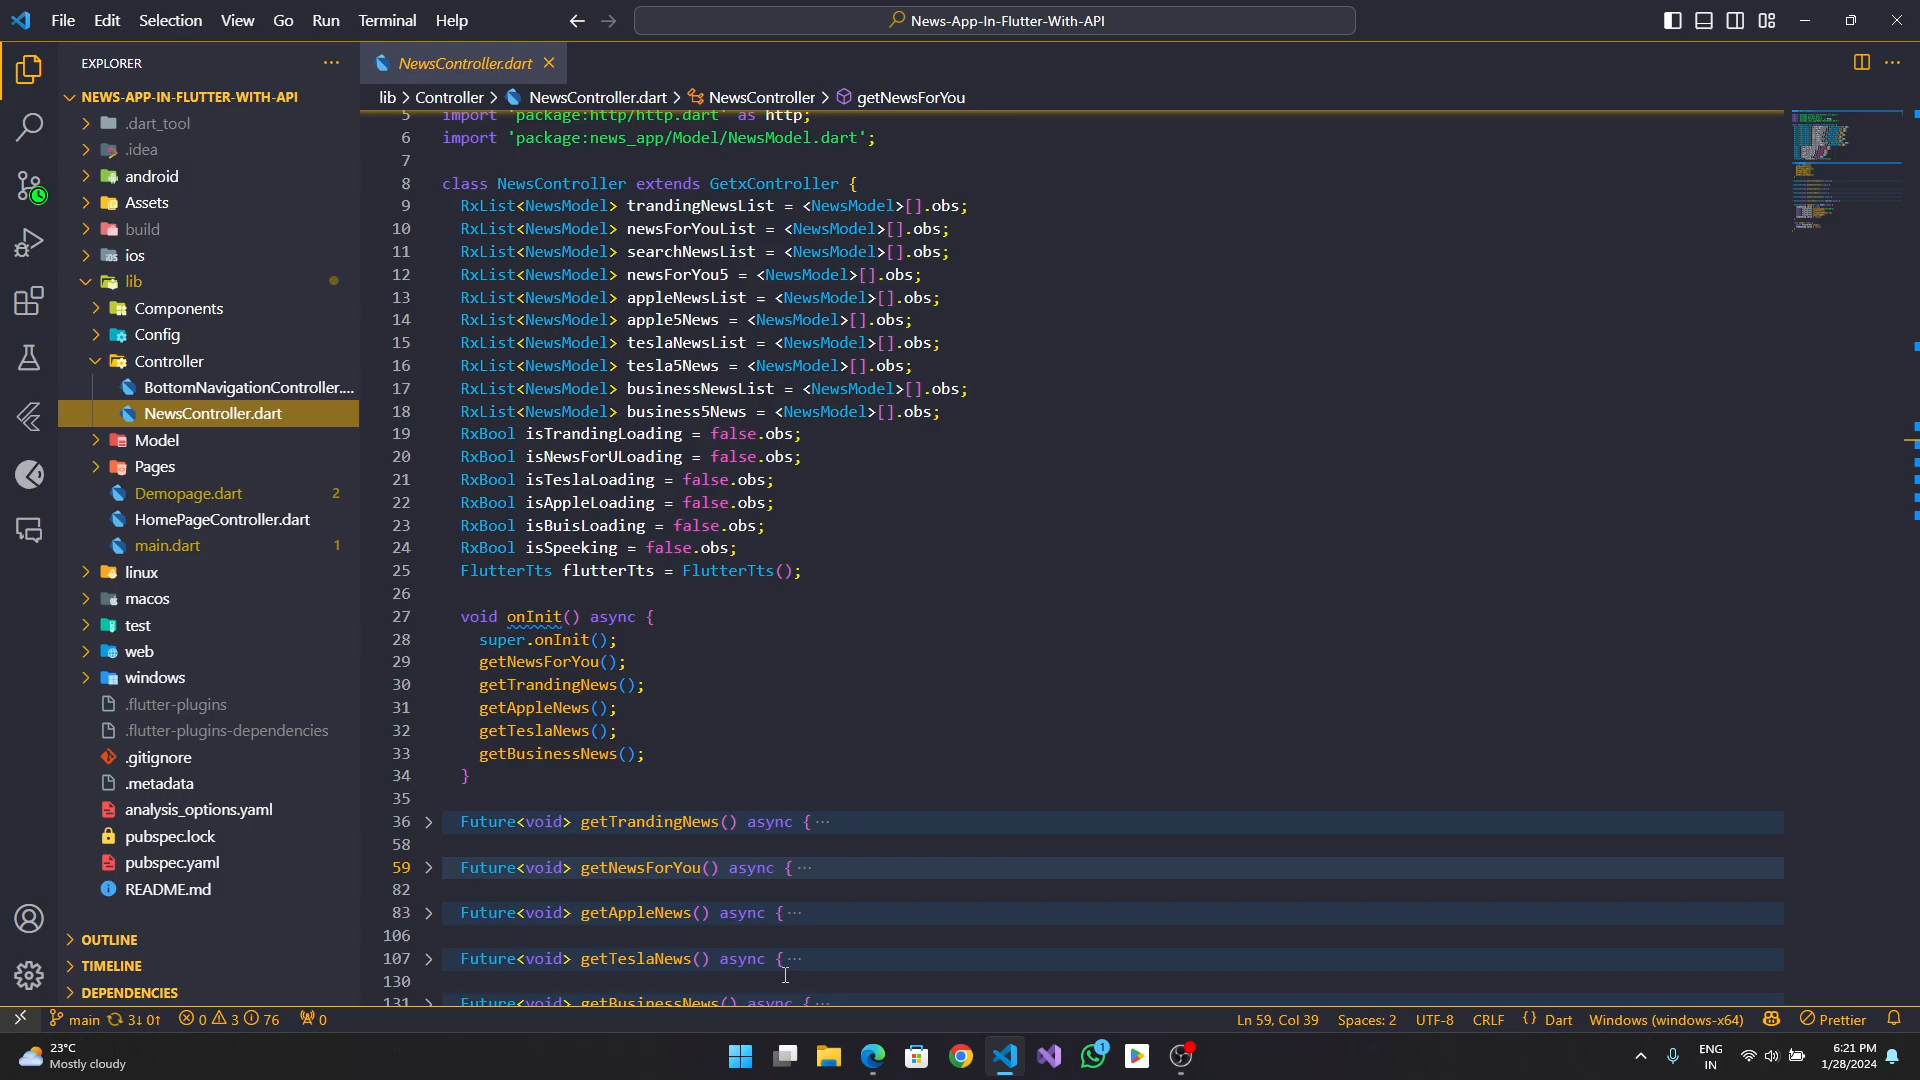 File Edit Selection View Go Run Terminal Help
News-App-In-Flutter-With-API
EXPLORER
NewsController.dart
NEWS-APP-IN-FLUTTER-WITH-API
.dart_tool
.idea
android
Assets
build
ios
lib
Components
Config
Controller
BottomNavigationController....
NewsController.dart
Model
Pages
Demopage.dart 2
HomePageController.dart
main.dart 1
linux
macos
test
web
windows
.flutter-plugins
.flutter-plugins-dependencies
.gitignore
.metadata
analysis_options.yaml
pubspec.lock
pubspec.yaml
README.md
OUTLINE
TIMELINE
DEPENDENCIES
lib > Controller > NewsController.dart > NewsController > getNewsForYou
5 import 'package:http/http.dart' as http;
6 import 'package:news_app/Model/NewsModel.dart';
7
8 class NewsController extends GetxController {
9 RxList<NewsModel> trandingNewsList = <NewsModel>[].obs;
10 RxList<NewsModel> newsForYouList = <NewsModel>[].obs;
11 RxList<NewsModel> searchNewsList = <NewsModel>[].obs;
12 RxList<NewsModel> newsForYou5 = <NewsModel>[].obs;
13 RxList<NewsModel> appleNewsList = <NewsModel>[].obs;
14 RxList<NewsModel> apple5News = <NewsModel>[].obs;
15 RxList<NewsModel> teslaNewsList = <NewsModel>[].obs;
16 RxList<NewsModel> tesla5News = <NewsModel>[].obs;
17 RxList<NewsModel> businessNewsList = <NewsModel>[].obs;
18 RxList<NewsModel> business5News = <NewsModel>[].obs;
19 RxBool isTrandingLoading = false.obs;
20 RxBool isNewsForULoading = false.obs;
21 RxBool isTeslaLoading = false.obs;
22 RxBool isAppleLoading = false.obs;
23 RxBool isBuisLoading = false.obs;
24 RxBool isSpeeking = false.obs;
25 FlutterTts flutterTts = FlutterTts();
26
27 void onInit() async {
28 super.onInit();
29 getNewsForYou();
30 getTrandingNews();
31 getAppleNews();
32 getTeslaNews();
33 getBusinessNews();
34 }
35
36 Future<void> getTrandingNews() async {···
58
59 Future<void> getNewsForYou() async {···
82
83 Future<void> getAppleNews() async {···
106
107 Future<void> getTeslaNews() async {···
130
131 Future<void> getBusinessNews() async {···
main 3↓ 0↑ 0 3 76 0
Ln 59, Col 39 Spaces: 2 UTF-8 CRLF {} Dart Windows (windows-x64) Prettier
23°C
Mostly cloudy
1
ENG
IN
6:21 PM
1/28/2024